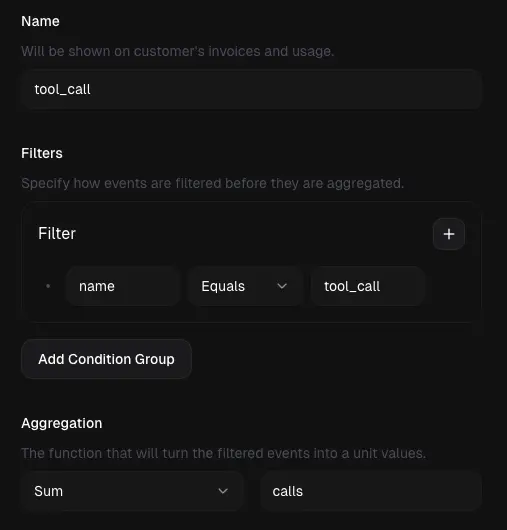 Name
Will be shown on customer's invoices and usage.
tool_call
Filters
Specify how events are filtered before they are aggregated.
Filter
+
name Equals tool_call
Add Condition Group
Aggregation
The function that will turn the filtered events into a unit values.
Sum calls